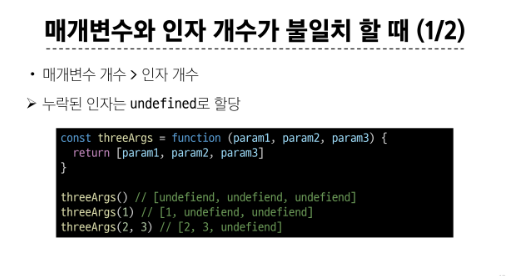 매개변수와 인자 개수가 불일치 할 때 (1/2)
• 매개변수 개수 > 인자 개수
➢ 누락된 인자는 undefined로 할당
const threeArgs = function (param1, param2, param3) {
  return [param1, param2, param3]
}
threeArgs() // [undefiend, undefiend, undefiend]
threeArgs(1) // [1, undefiend, undefiend]
threeArgs(2, 3) // [2, 3, undefiend]